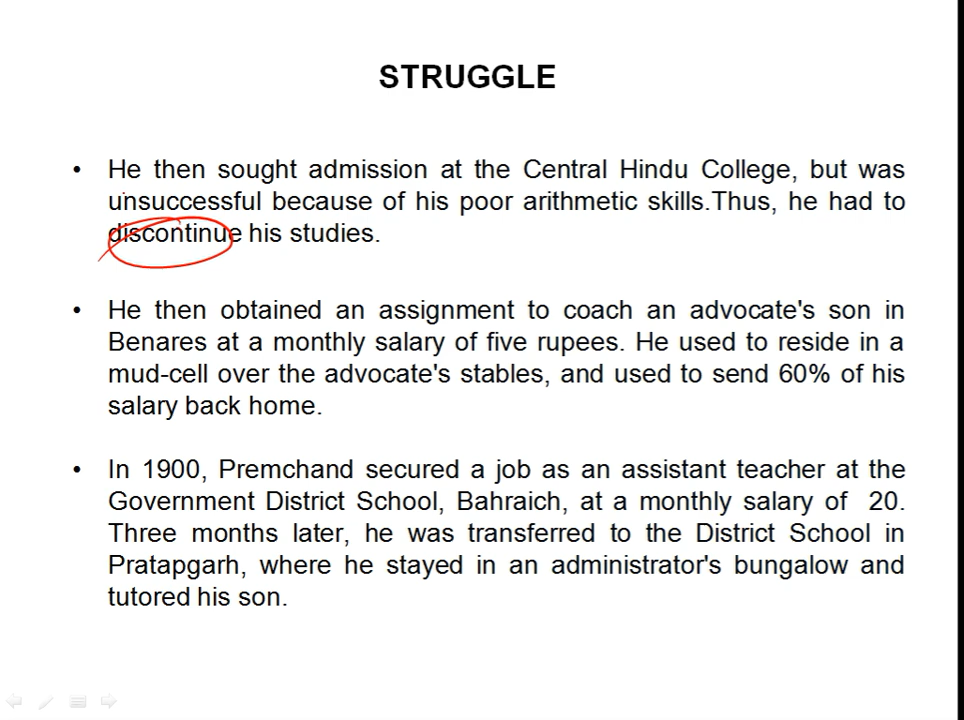 STRUGGLE
• He then sought admission at the Central Hindu College, but was
unsuccessful because of his poor arithmetic skills.Thus, he had to
discontinue his studies.
• He then obtained an assignment to coach an advocate's son in
Benares at a monthly salary of five rupees. He used to reside in a
mud-cell over the advocate's stables, and used to send 60% of his
salary back home.
• In 1900, Premchand secured a job as an assistant teacher at the
Government District School, Bahraich, at a monthly salary of 20.
Three months later, he was transferred to the District School in
Pratapgarh, where he stayed in an administrator's bungalow and
tutored his son.